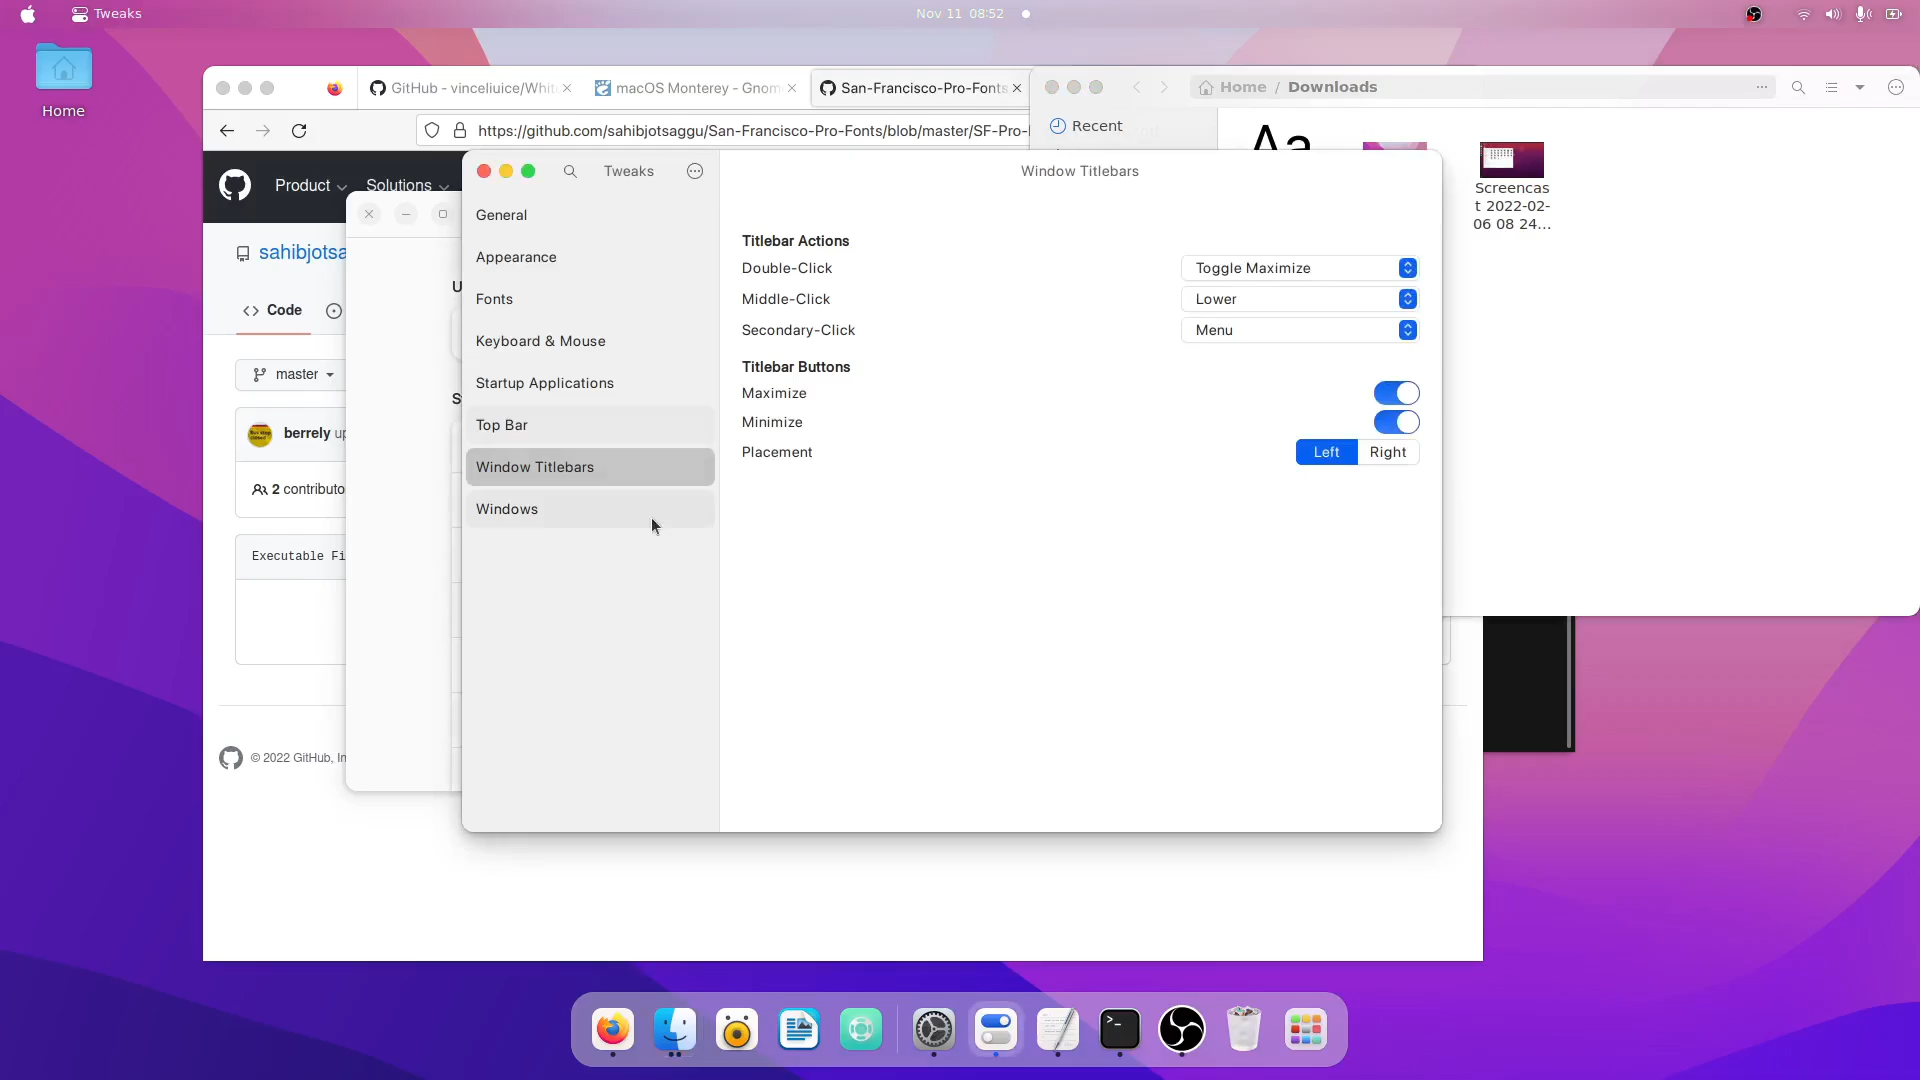 Tweaks
Nov 11 08:52
Home
GitHub - vinceliuice/Whit
macOS Monterey - Gnom
San-Francisco-Pro-Fonts
https://github.com/sahibjotsaggu/San-Francisco-Pro-Fonts/blob/master/SF-Pro-
Home / Downloads
Recent
Aa
Screencas
t 2022-02-
06 08 24...
Product
Solutions
sahibjotsa
Code
master
berrely up
2 contributo
Executable Fi
© 2022 GitHub, In
U
S
Tweaks
General
Appearance
Fonts
Keyboard & Mouse
Startup Applications
Top Bar
Window Titlebars
Windows
Window Titlebars
Titlebar Actions
Double-Click
Toggle Maximize
Middle-Click
Lower
Secondary-Click
Menu
Titlebar Buttons
Maximize
Minimize
Placement
Left
Right